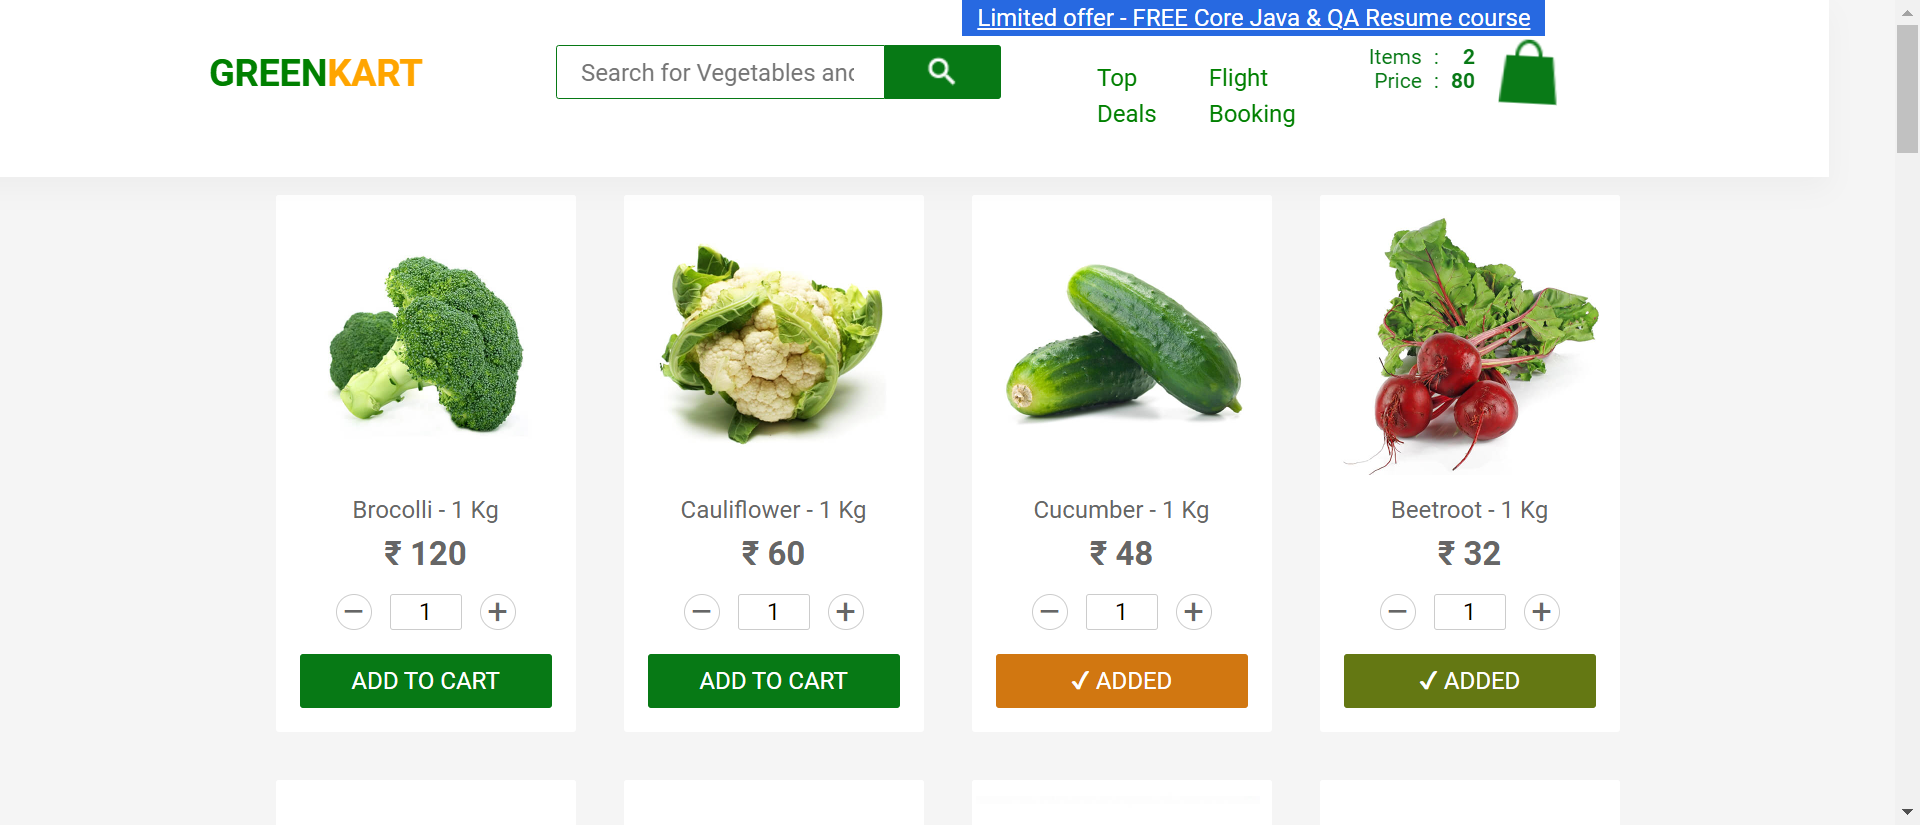 Limited offer - FREE Core Java & QA Resume course
GREENKART
Search for Vegetables and
Top Deals
Flight Booking
Items : 2
Price : 80
Brocolli - 1 Kg
₹ 120
− 1 +
ADD TO CART
Cauliflower - 1 Kg
₹ 60
− 1 +
ADD TO CART
Cucumber - 1 Kg
₹ 48
− 1 +
✓ ADDED
Beetroot - 1 Kg
₹ 32
− 1 +
✓ ADDED